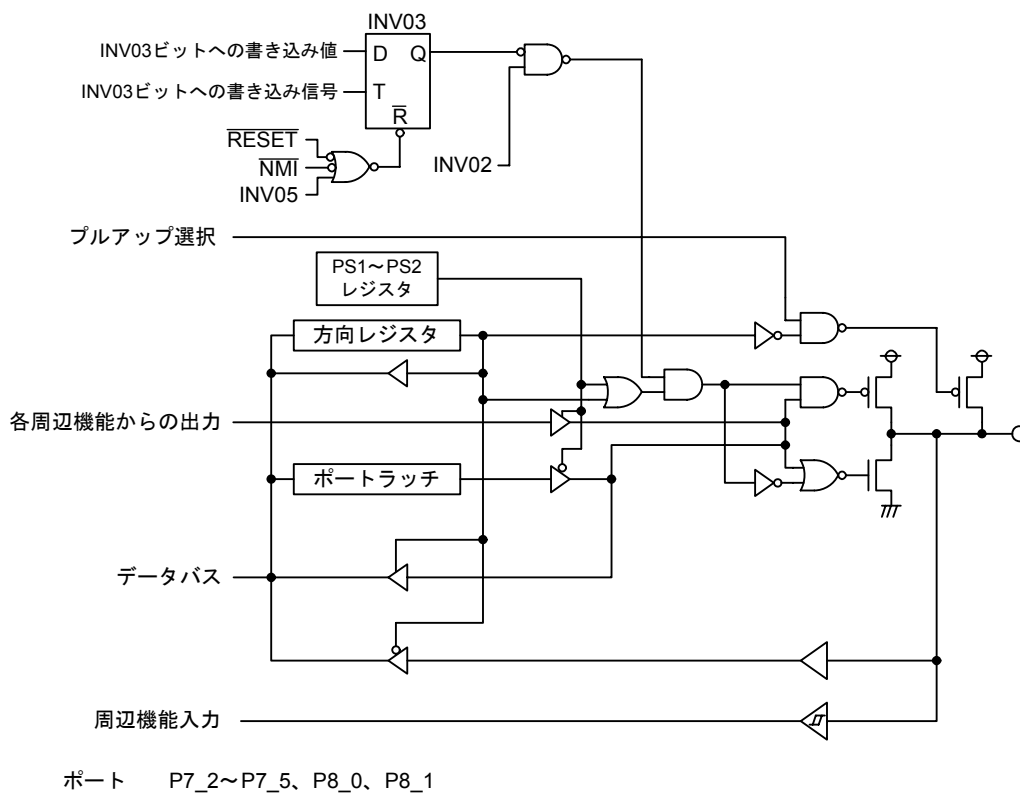 INV03
INV03ビットへの書き込み値
D Q
INV03ビットへの書き込み信号
T
R
RESET
NMI
INV05
INV02
プルアップ選択
PS1～PS2
レジスタ
方向レジスタ
各周辺機能からの出力
ポートラッチ
データバス
周辺機能入力
ポート P7_2～P7_5、P8_0、P8_1